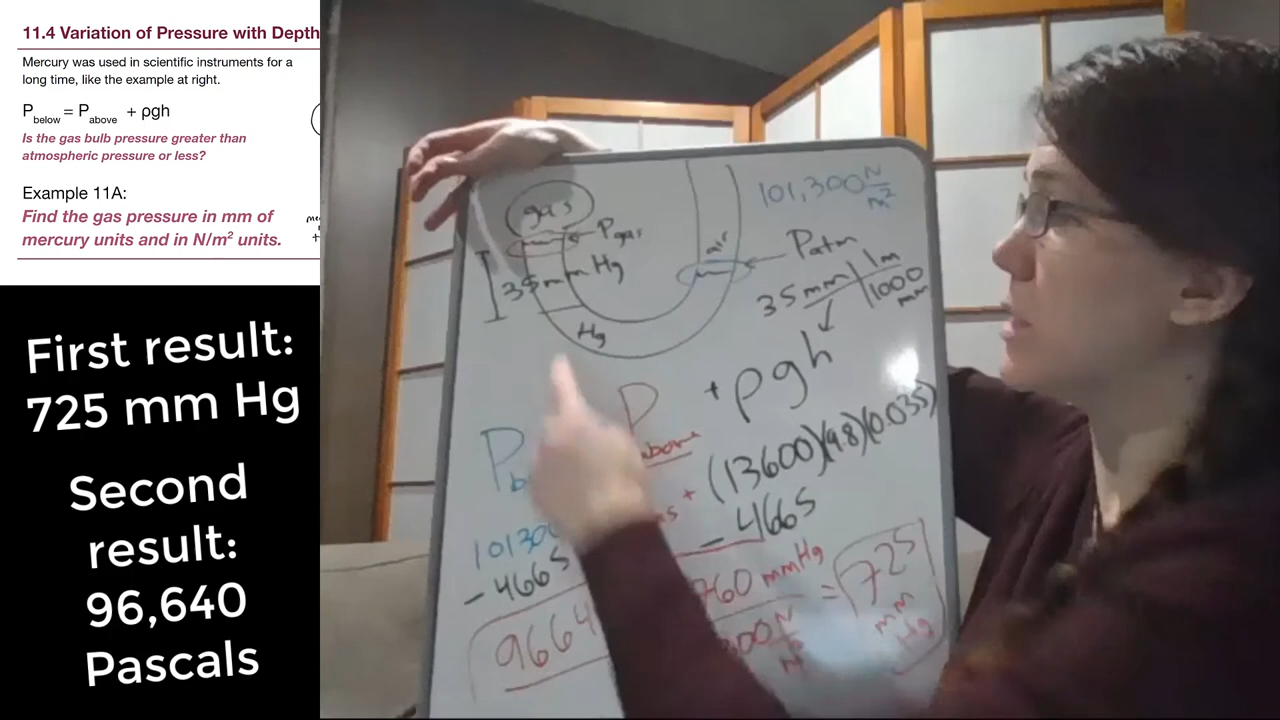 11.4 Variation of Pressure with Depth
Mercury was used in scientific instruments for a
long time, like the example at right.
P below = P above + ρgh
Is the gas bulb pressure greater than
atmospheric pressure or less?
Example 11A:
Find the gas pressure in mm of
mercury units and in N/m² units.
First result:
725 mm Hg
Second
result:
96,640
Pascals
gas
P gas
35mm Hg
Hg
air
101,300 N/m²
Patm
35 mm | 1m
1000
mm
P
P above + ρgh
+ (13600)(9.8)(0.035)
- 4665
- 4665
760 mmHg
= 725
mm
Hg